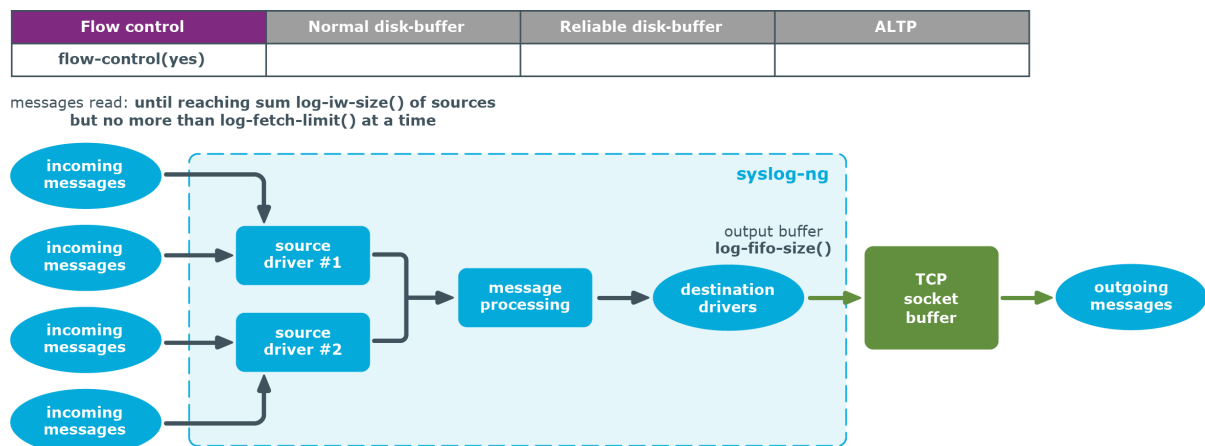 Flow control Normal disk-buffer Reliable disk-buffer ALTP
flow-control(yes)
messages read: until reaching sum log-iw-size() of sources
but no more than log-fetch-limit() at a time
incoming
messages
syslog-ng
incoming
messages
source
driver #1
output buffer
log-fifo-size()
message
processing
destination
drivers
TCP
socket
buffer
outgoing
messages
incoming
messages
source
driver #2
incoming
messages